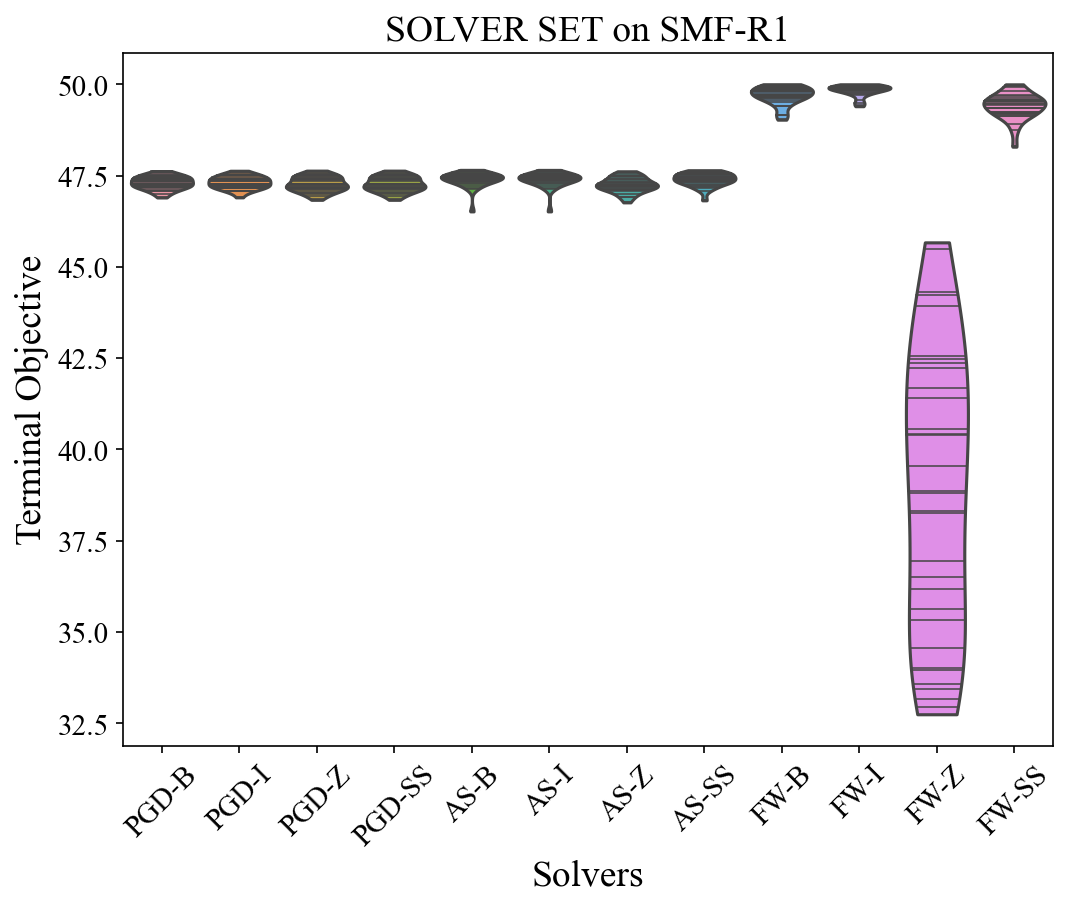 SOLVER SET on SMF-R1
Terminal Objective
50.0
47.5
45.0
42.5
40.0
37.5
35.0
32.5
PGD-B
PGD-I
PGD-Z
PGD-SS
AS-B
AS-I
AS-Z
AS-SS
FW-B
FW-I
FW-Z
FW-SS
Solvers